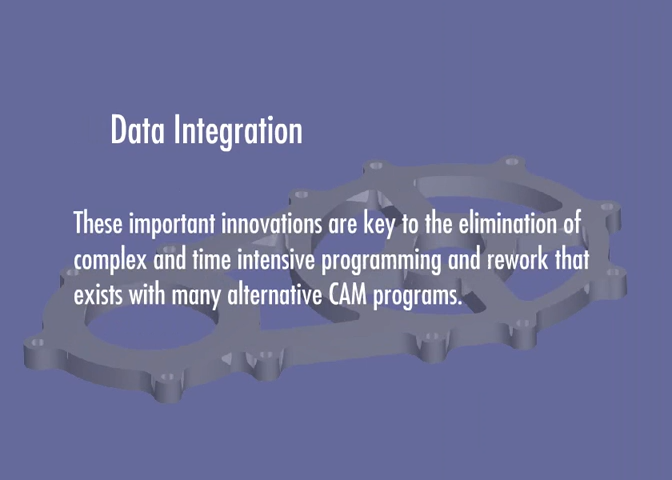 Data Integration
These important innovations are key to the elimination of
complex and time intensive programming and rework that
exists with many alternative CAM programs.